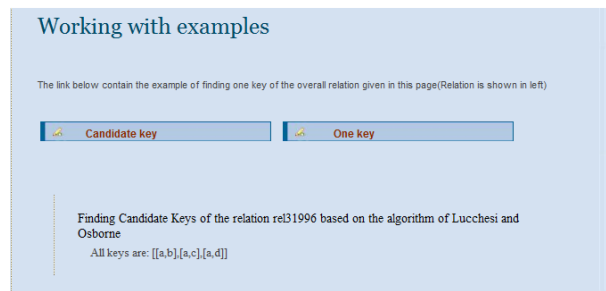 Working with examples
The link below contain the example of finding one key of the overall relation given in this page(Relation is shown in left)
Candidate key
One key
Finding Candidate Keys of the relation rel31996 based on the algorithm of Lucchesi and
Osborne
All keys are: [[a,b],[a,c],[a,d]]